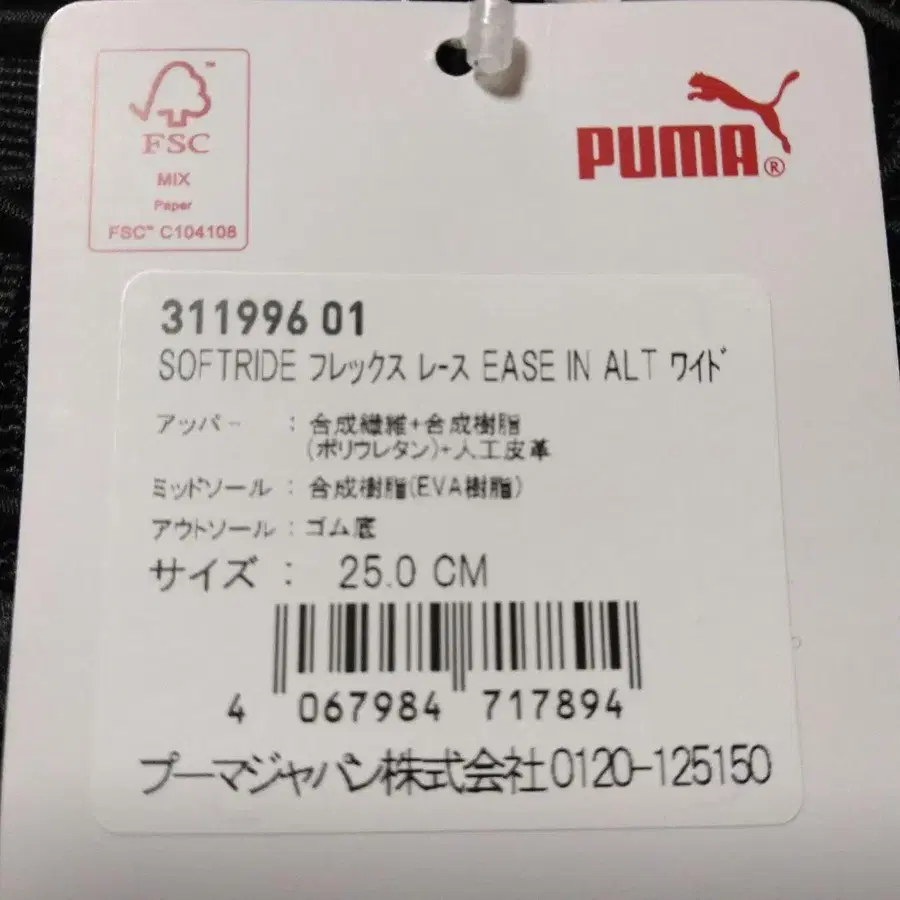 FSC
MIX
Paper
FSC™ C104108
PUMA®
311996 01
SOFTRIDE フレックス レース EASE IN ALT ワイド
アッパー : 合成繊維+合成樹脂
(ポリウレタン)+人工皮革
ミッドソール : 合成樹脂(EVA樹脂)
アウトソール : ゴム底
サイズ : 25.0 CM
4 067984 717894
プーマジャパン株式会社0120-125150